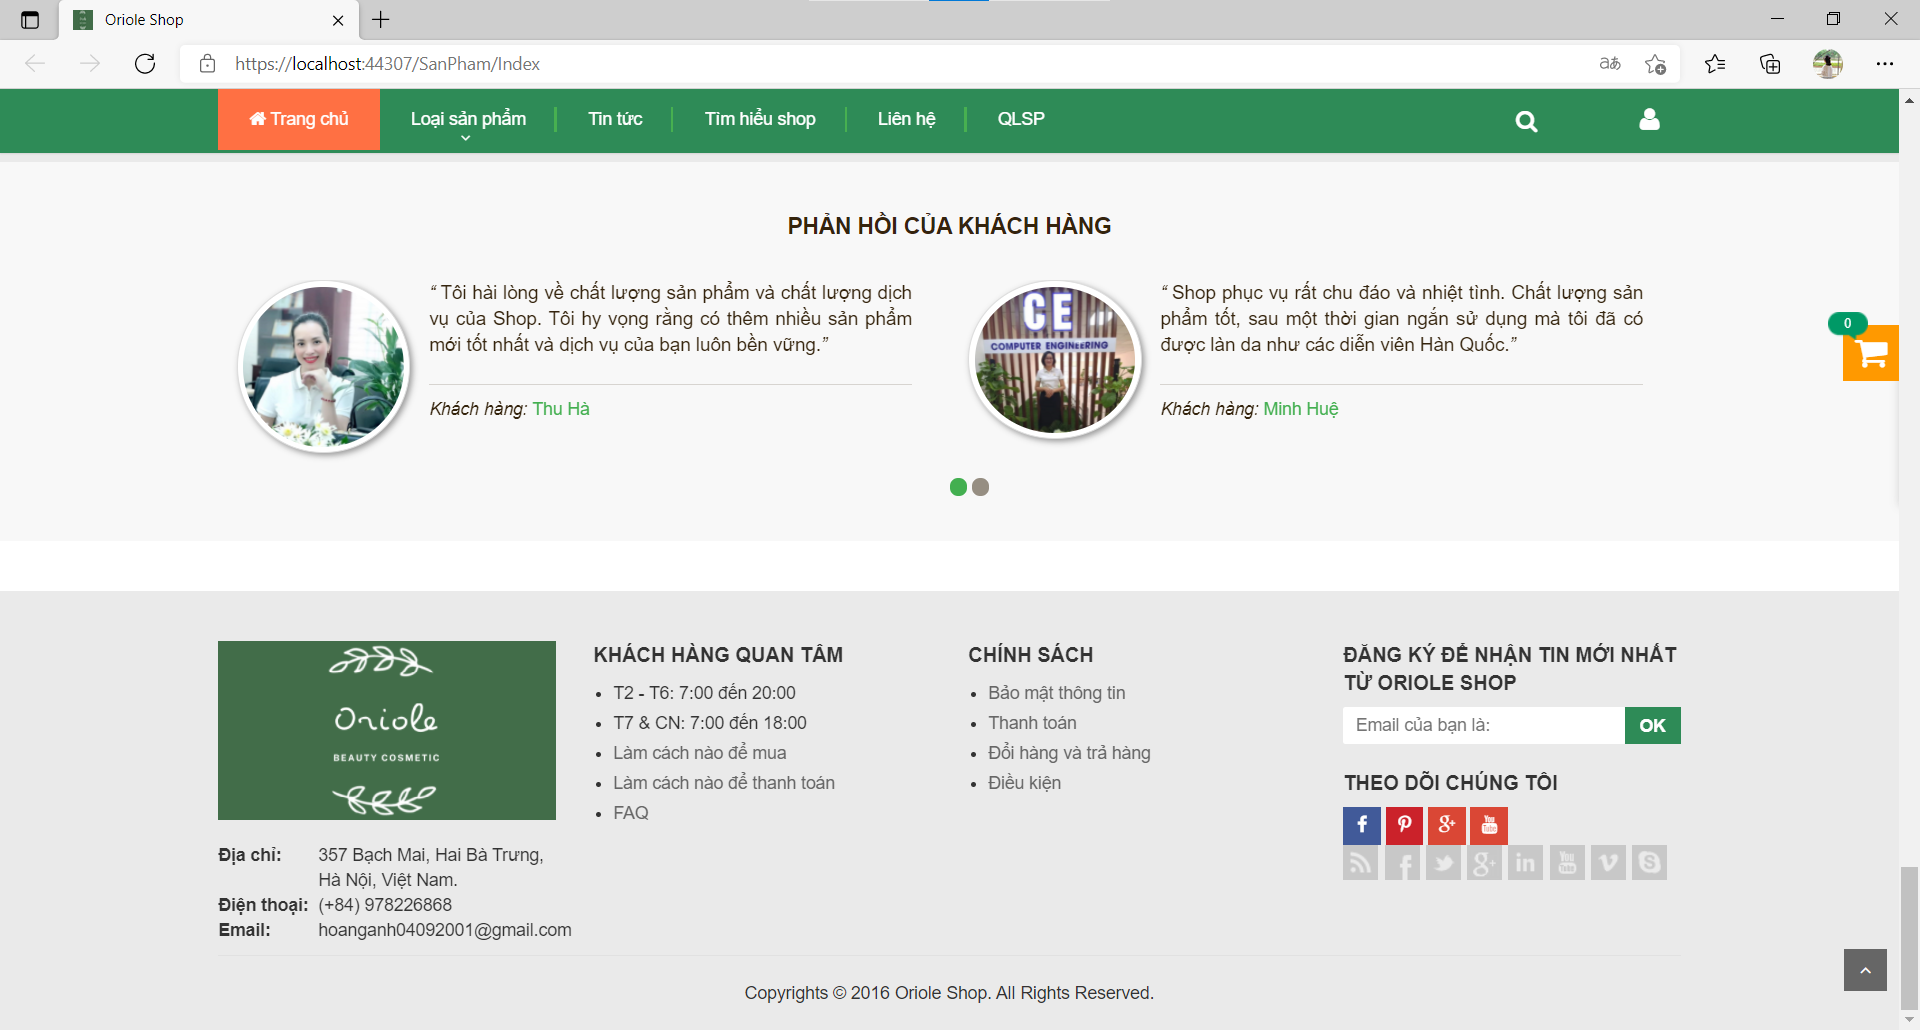 Oriole Shop
https://localhost:44307/SanPham/Index
Trang chủ
Loại sản phẩm
Tin tức
Tìm hiểu shop
Liên hệ
QLSP
PHẢN HỒI CỦA KHÁCH HÀNG
“ Tôi hài lòng về chất lượng sản phẩm và chất lượng dịch
vụ của Shop. Tôi hy vọng rằng có thêm nhiều sản phẩm
mới tốt nhất và dịch vụ của bạn luôn bền vững.”
Khách hàng: Thu Hà
CE
COMPUTER ENGINEERING
“ Shop phục vụ rất chu đáo và nhiệt tình. Chất lượng sản
phẩm tốt, sau một thời gian ngắn sử dụng mà tôi đã có
được làn da như các diễn viên Hàn Quốc.”
Khách hàng: Minh Huệ
0
Oriole
BEAUTY COSMETIC
Địa chỉ: 357 Bạch Mai, Hai Bà Trưng,
Hà Nội, Việt Nam.
Điện thoại: (+84) 978226868
Email: hoanganh04092001@gmail.com
KHÁCH HÀNG QUAN TÂM
T2 - T6: 7:00 đến 20:00
T7 & CN: 7:00 đến 18:00
Làm cách nào để mua
Làm cách nào để thanh toán
FAQ
CHÍNH SÁCH
Bảo mật thông tin
Thanh toán
Đổi hàng và trả hàng
Điều kiện
ĐĂNG KÝ ĐỂ NHẬN TIN MỚI NHẤT
TỪ ORIOLE SHOP
Email của bạn là:
OK
THEO DÕI CHÚNG TÔI
Copyrights © 2016 Oriole Shop. All Rights Reserved.